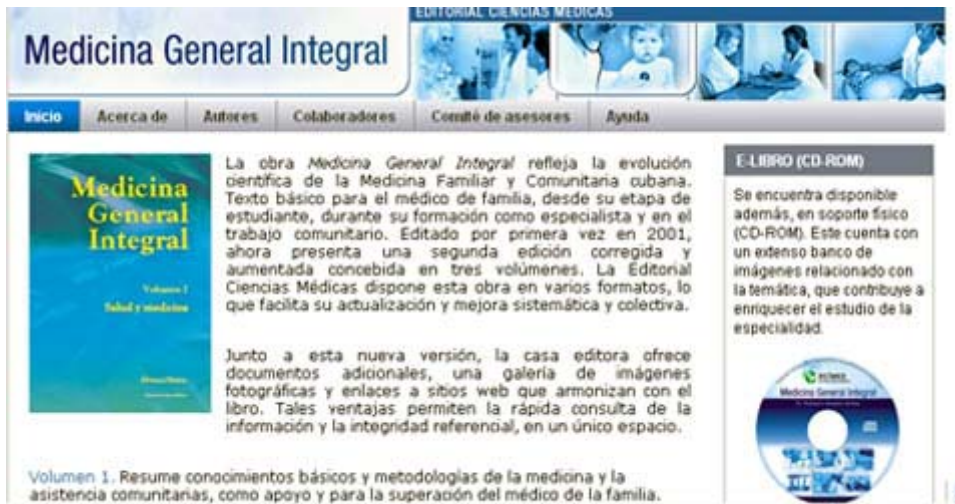 EDITORIAL CIENCIAS MÉDICAS
Medicina General Integral
Inicio Acerca de Autores Colaboradores Comité de asesores Ayuda
Medicina
General
Integral
Volumen I
Salud y medicina
La obra Medicina General Integral refleja la evolución
científica de la Medicina Familiar y Comunitaria cubana.
Texto básico para el médico de familia, desde su etapa de
estudiante, durante su formación como especialista y en el
trabajo comunitario. Editado por primera vez en 2001,
ahora presenta una segunda edición corregida y
aumentada concebida en tres volúmenes. La Editorial
Ciencias Médicas dispone esta obra en varios formatos, lo
que facilita su actualización y mejora sistemática y colectiva.
Junto a esta nueva versión, la casa editora ofrece
documentos adicionales, una galería de imágenes
fotográficas y enlaces a sitios web que armonizan con el
libro. Tales ventajas permiten la rápida consulta de la
información y la integridad referencial, en un único espacio.
Volumen 1. Resume conocimientos básicos y metodologías de la medicina y la
asistencia comunitarias, como apoyo y para la superación del médico de la familia.
E-LIBRO (CD-ROM)
Se encuentra disponible
además, en soporte físico
(CD-ROM). Este cuenta con
un extenso banco de
imágenes relacionado con
la temática, que contribuye a
enriquecer el estudio de la
especialidad.
Medicina General Integral